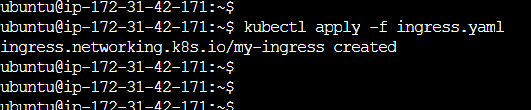 ubuntu@ip-172-31-42-171:~$
ubuntu@ip-172-31-42-171:~$ kubectl apply -f ingress.yaml
ingress.networking.k8s.io/my-ingress created
ubuntu@ip-172-31-42-171:~$
ubuntu@ip-172-31-42-171:~$
ubuntu@ip-172-31-42-171:~$